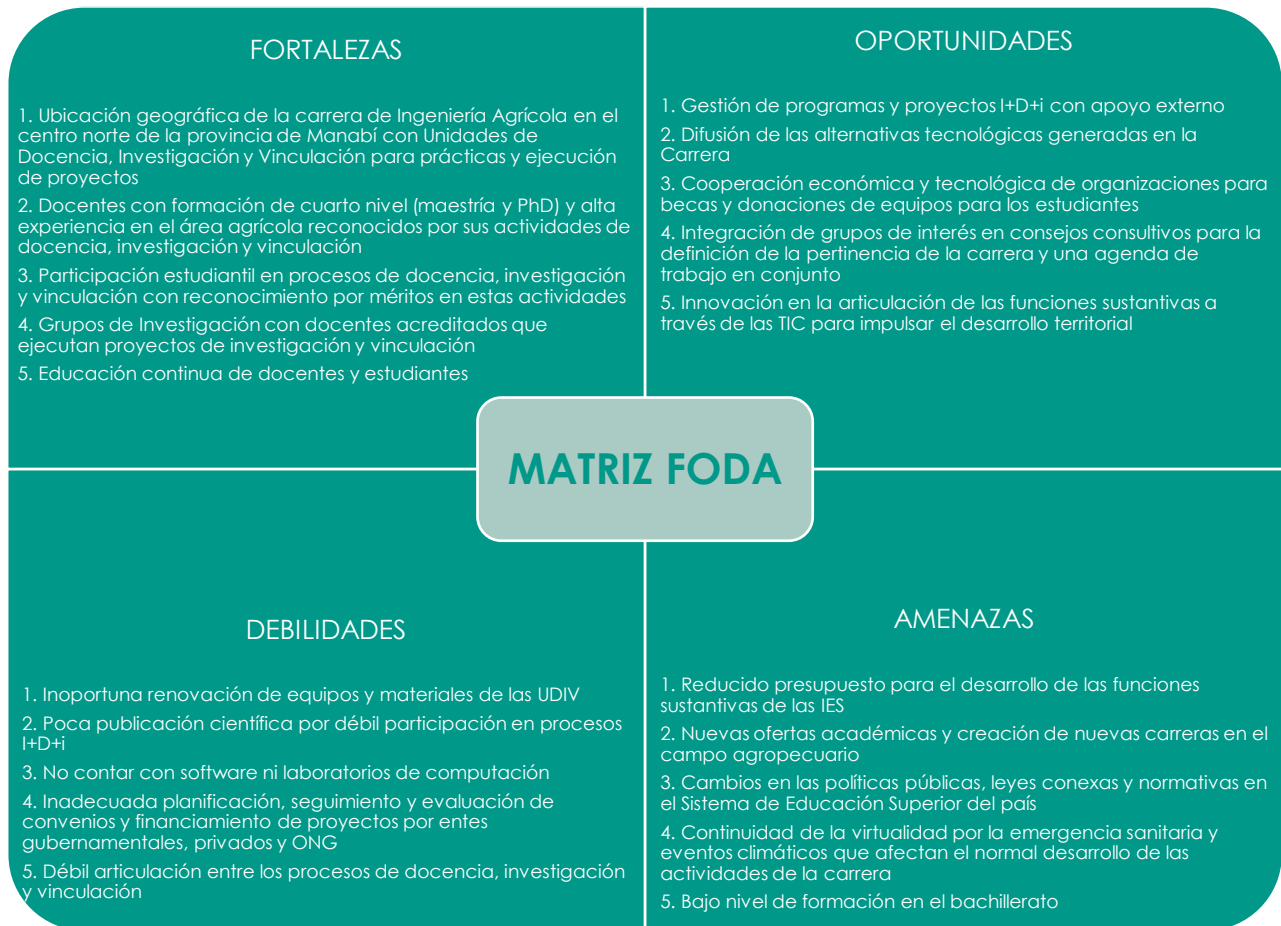 FORTALEZAS
1. Ubicación geográfica de la carrera de Ingeniería Agrícola en el
centro norte de la provincia de Manabí con Unidades de
Docencia, Investigación y Vinculación para prácticas y ejecución
de proyectos
2. Docentes con formación de cuarto nivel (maestría y PhD) y alta
experiencia en el área agrícola reconocidos por sus actividades de
docencia, investigación y vinculación
3. Participación estudiantil en procesos de docencia, investigación
y vinculación con reconocimiento por méritos en estas actividades
4. Grupos de Investigación con docentes acreditados que
ejecutan proyectos de investigación y vinculación
5. Educación continua de docentes y estudiantes
OPORTUNIDADES
1. Gestión de programas y proyectos I+D+i con apoyo externo
2. Difusión de las alternativas tecnológicas generadas en la
Carrera
3. Cooperación económica y tecnológica de organizaciones para
becas y donaciones de equipos para los estudiantes
4. Integración de grupos de interés en consejos consultivos para la
definición de la pertinencia de la carrera y una agenda de
trabajo en conjunto
5. Innovación en la articulación de las funciones sustantivas a
través de las TIC para impulsar el desarrollo territorial
MATRIZ FODA
DEBILIDADES
1. Inoportuna renovación de equipos y materiales de las UDIV
2. Poca publicación científica por débil participación en procesos
I+D+i
3. No contar con software ni laboratorios de computación
4. Inadecuada planificación, seguimiento y evaluación de
convenios y financiamiento de proyectos por entes
gubernamentales, privados y ONG
5. Débil articulación entre los procesos de docencia, investigación
y vinculación
AMENAZAS
1. Reducido presupuesto para el desarrollo de las funciones
sustantivas de las IES
2. Nuevas ofertas académicas y creación de nuevas carreras en el
campo agropecuario
3. Cambios en las políticas públicas, leyes conexas y normativas en
el Sistema de Educación Superior del país
4. Continuidad de la virtualidad por la emergencia sanitaria y
eventos climáticos que afectan el normal desarrollo de las
actividades de la carrera
5. Bajo nivel de formación en el bachillerato